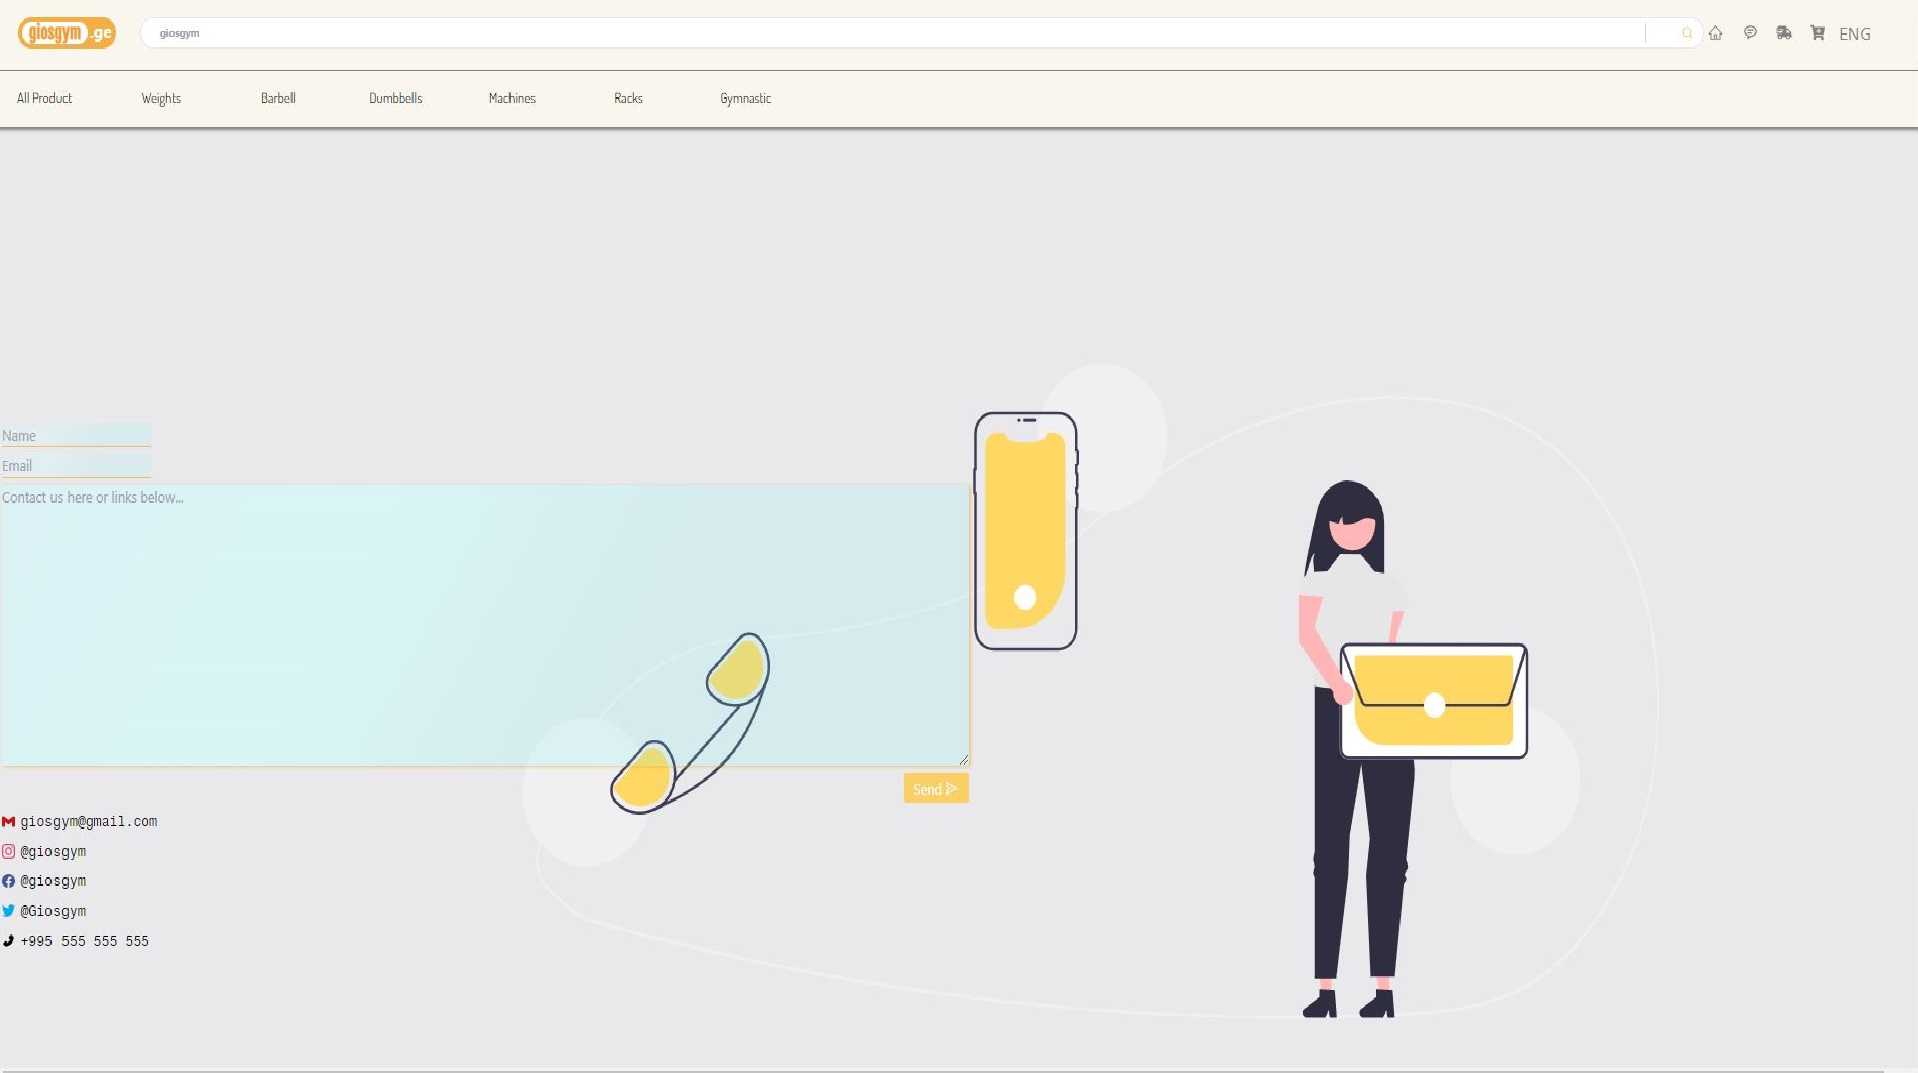 giosgym.ge
giosgym
ENG
All Product Weights Barbell Dumbbells Machines Racks Gymnastic
Name
Email
Contact us here or links below...
Send
giosgym@gmail.com
@giosgym
@giosgym
@Giosgym
+995 555 555 555